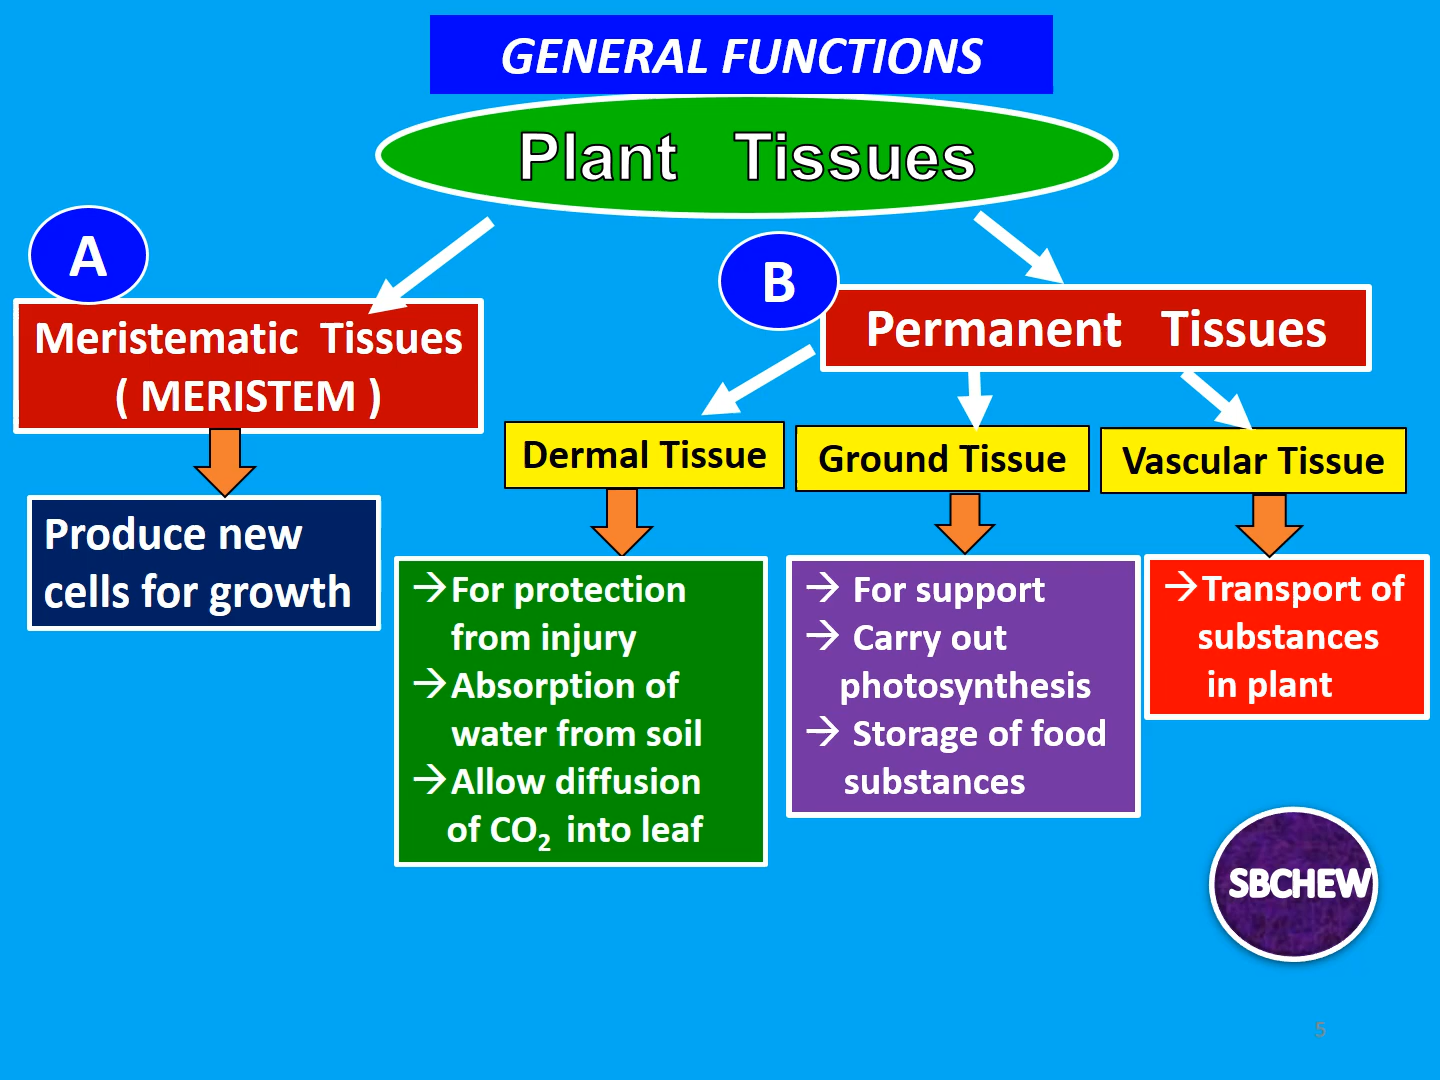 GENERAL FUNCTIONS
Plant Tissues
A
Meristematic Tissues
( MERISTEM )
Produce new
cells for growth
B
Permanent Tissues
Dermal Tissue
→For protection
from injury
→Absorption of
water from soil
→Allow diffusion
of CO₂ into leaf
Ground Tissue
→ For support
→ Carry out
photosynthesis
→ Storage of food
substances
Vascular Tissue
→Transport of
substances
in plant
SBCHEW
5